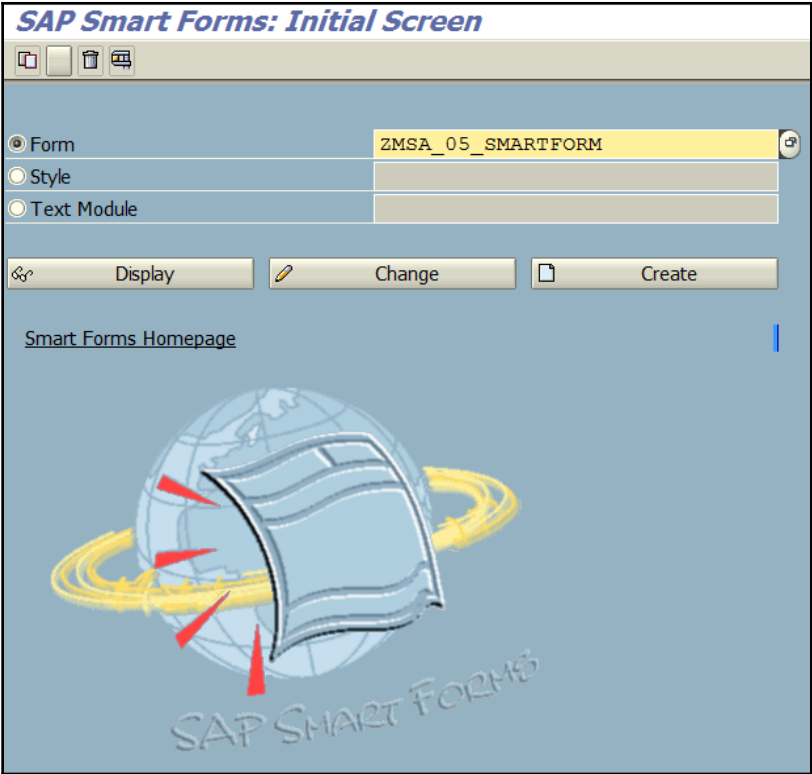 SAP Smart Forms: Initial Screen
Form ZMSA_05_SMARTFORM
Style
Text Module
Display Change Create
Smart Forms Homepage
SAP SMART FORMS